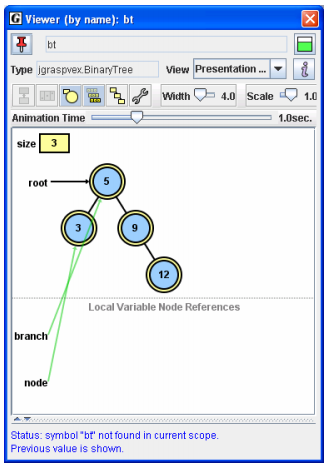 Viewer (by name): bt
bt
Type jgraspvex.BinaryTree View Presentation ...
Width 4.0 Scale 1.0
Animation Time 1.0sec.
size 3
root 5
3 9
12
Local Variable Node References
branch
node
Status: symbol "bt" not found in current scope.
Previous value is shown.